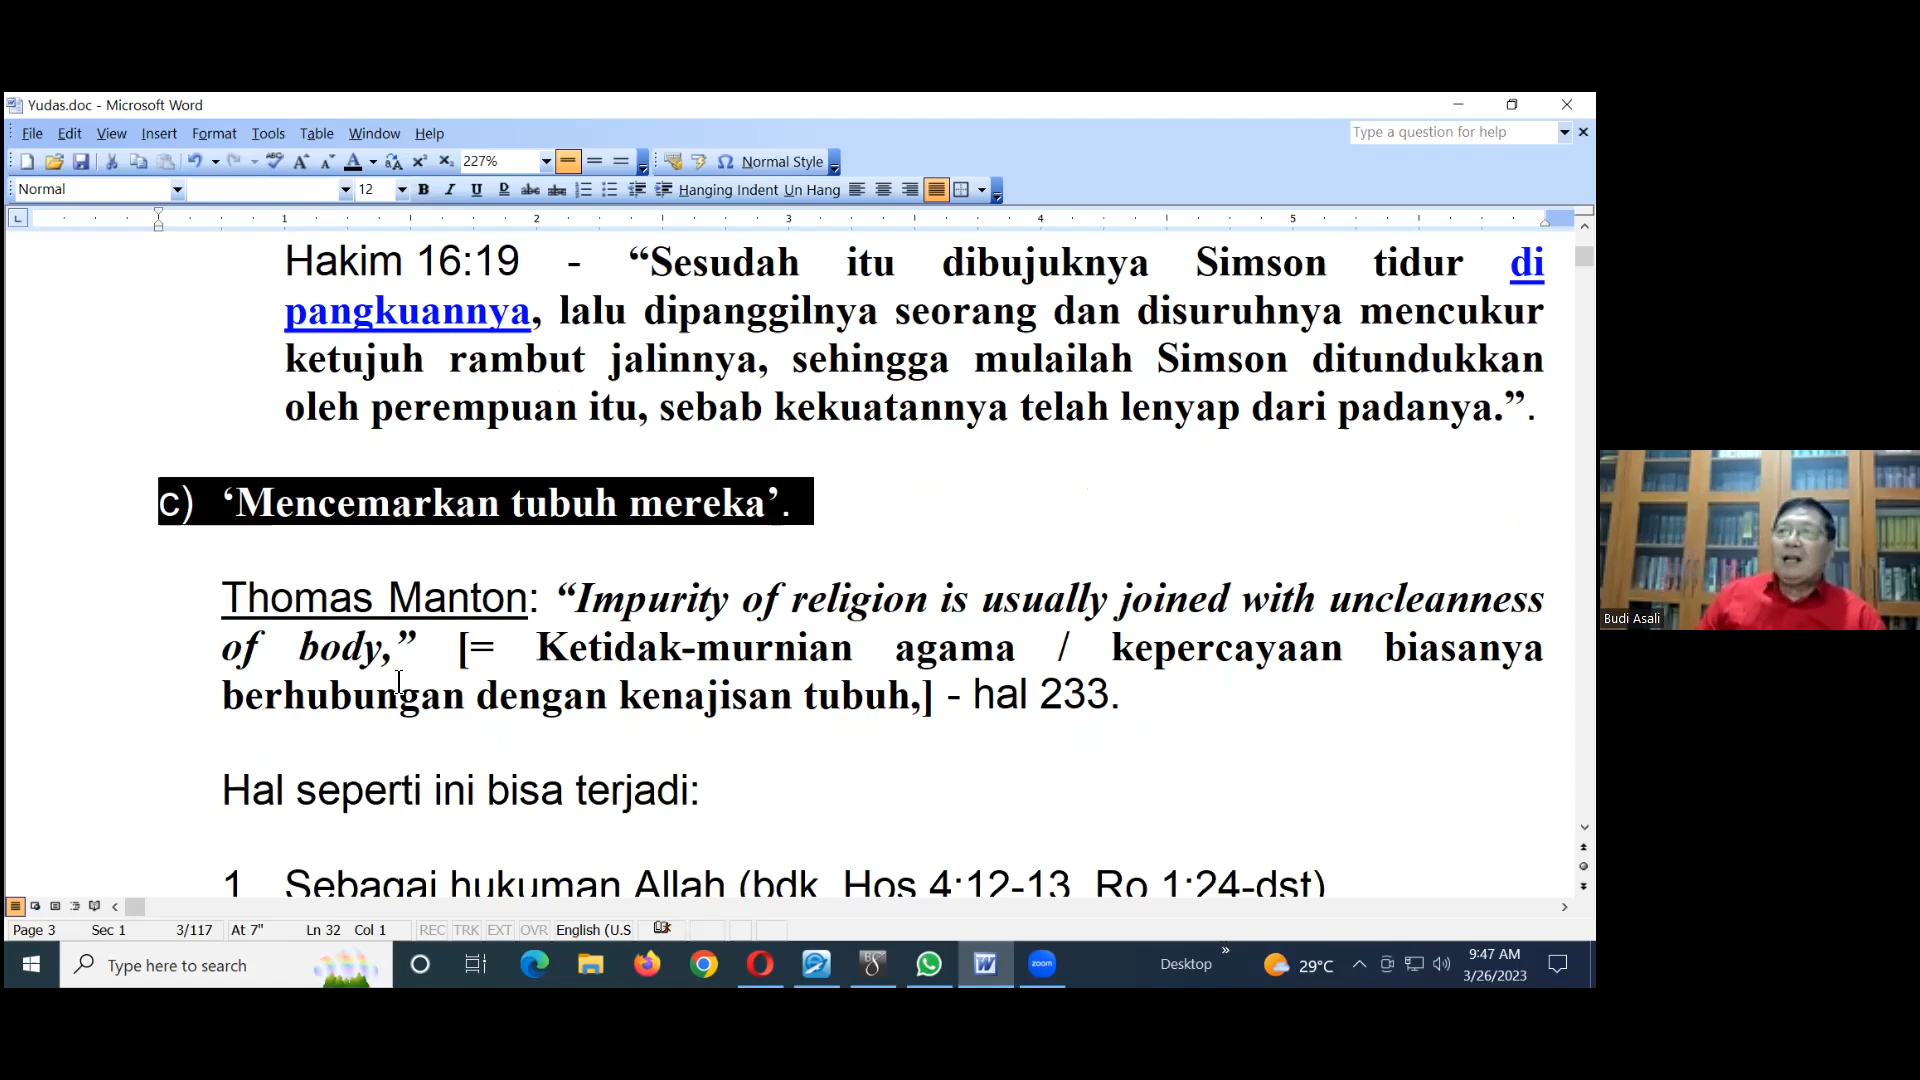 Yudas.doc - Microsoft Word
File Edit View Insert Format Tools Table Window Help
Type a question for help
227%
Normal Style
Normal
12
Hanging Indent Un Hang
1 2 3 4 5
Hakim 16:19 - “Sesudah itu dibujuknya Simson tidur di
pangkuannya, lalu dipanggilnya seorang dan disuruhnya mencukur
ketujuh rambut jalinnya, sehingga mulailah Simson ditundukkan
oleh perempuan itu, sebab kekuatannya telah lenyap dari padanya.”.
c) ‘Mencemarkan tubuh mereka’.
Thomas Manton: “Impurity of religion is usually joined with uncleanness
of body,” [= Ketidak-murnian agama / kepercayaan biasanya
berhubungan dengan kenajisan tubuh,] - hal 233.
Hal seperti ini bisa terjadi:
1 Sebagai hukuman Allah (bdk Hos 4:12-13 Ro 1:24-dst)
Budi Asali
Page 3 Sec 1 3/117 At 7" Ln 32 Col 1 REC TRK EXT OVR English (U.S
Type here to search
zoom
Desktop
29°C
9:47 AM
3/26/2023